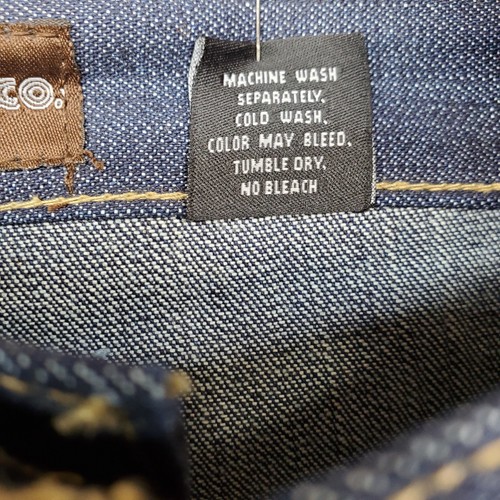 CO.
MACHINE WASH
SEPARATELY,
COLD WASH,
COLOR MAY BLEED,
TUMBLE DRY,
NO BLEACH